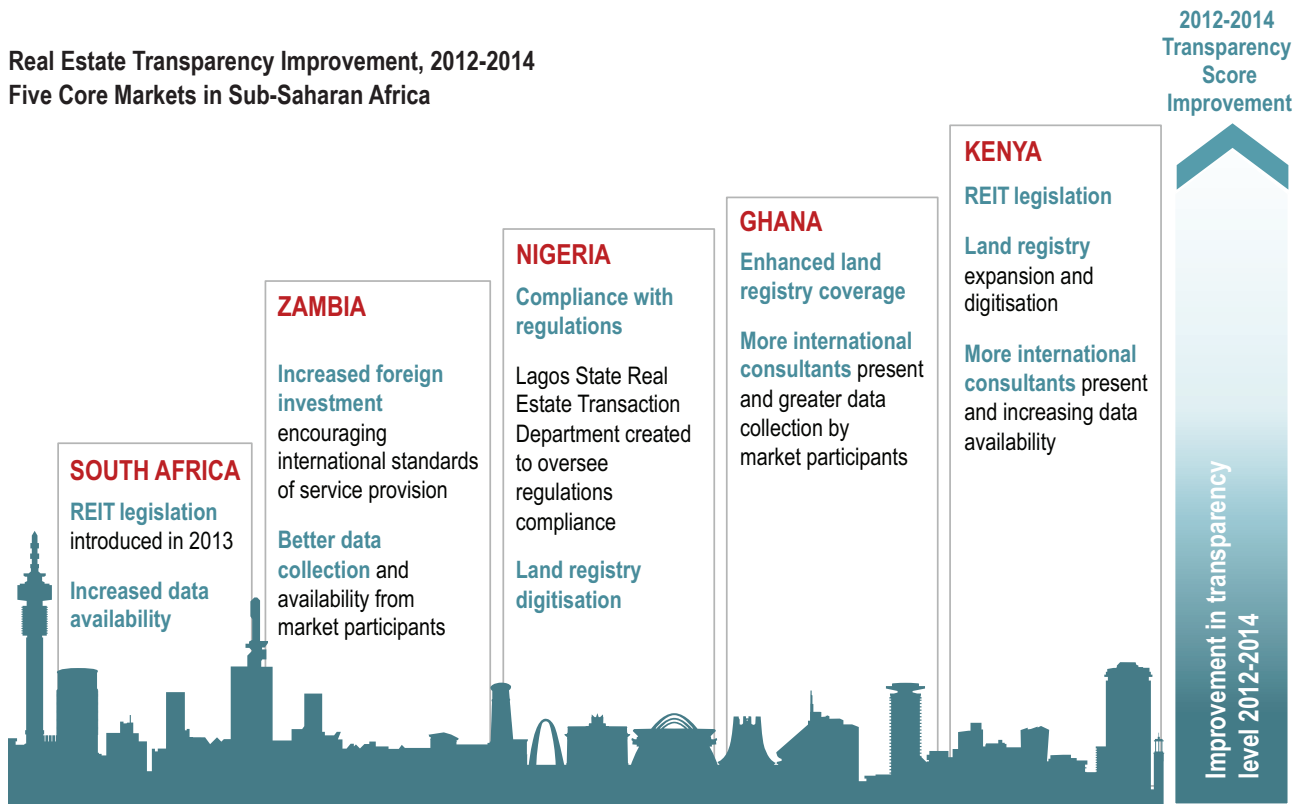 Real Estate Transparency Improvement, 2012-2014
Five Core Markets in Sub-Saharan Africa
2012-2014
Transparency
Score
Improvement
SOUTH AFRICA
REIT legislation
introduced in 2013
Increased data
availability
ZAMBIA
Increased foreign
investment
encouraging
international standards
of service provision
Better data
collection and
availability from
market participants
NIGERIA
Compliance with
regulations
Lagos State Real
Estate Transaction
Department created
to oversee
regulations
compliance
Land registry
digitisation
GHANA
Enhanced land
registry coverage
More international
consultants present
and greater data
collection by
market participants
KENYA
REIT legislation
Land registry
expansion and
digitisation
More international
consultants present
and increasing data
availability
Improvement in transparency
level 2012-2014